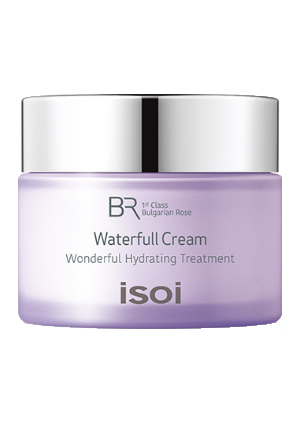 BR 1st Class
Bulgarian Rose
Waterfull Cream
Wonderful Hydrating Treatment
isoi